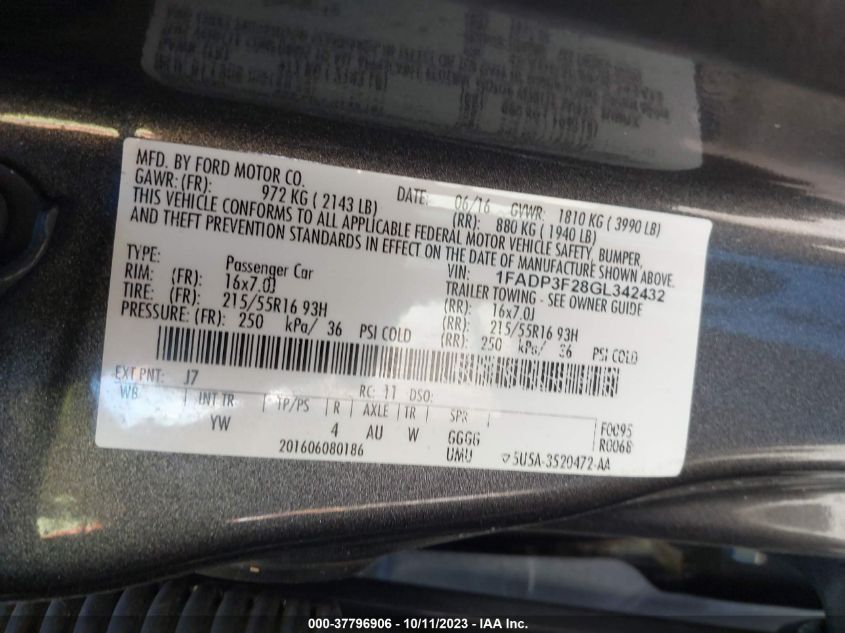 MFD. BY FORD MOTOR CO. DATE: 06/16 GVWR: 1810 KG ( 3990 LB)
GAWR: (FR): 972 KG ( 2143 LB) (RR): 880 KG ( 1940 LB)
THIS VEHICLE CONFORMS TO ALL APPLICABLE FEDERAL MOTOR VEHICLE SAFETY, BUMPER,
AND THEFT PREVENTION STANDARDS IN EFFECT ON THE DATE OF MANUFACTURE SHOWN ABOVE.
VIN: 1FADP3F28GL342432
TYPE: Passenger Car TRAILER TOWING - SEE OWNER GUIDE
RIM: (FR): 16x7.0J (RR): 16x7.0J
TIRE: (FR): 215/55R16 93H (RR): 215/55R16 93H
PRESSURE: (FR): 250 kPa/ 36 PSI COLD (RR): 250 kPa/ 36 PSI COLD
EXT PNT: J7 RC: 11 DSO:
WB INT TR TP/PS R AXLE TR SPR F0095
YW 4 AU W GGGG R0068
201606080186 UMU 5USA-3520472-AA
000-37796906 - 10/11/2023 - IAA Inc.